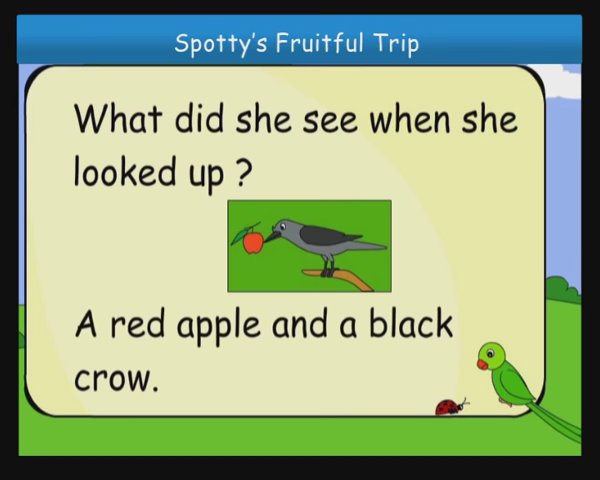 Spotty's Fruitful Trip
What did she see when she
looked up ?
A red apple and a black
crow.